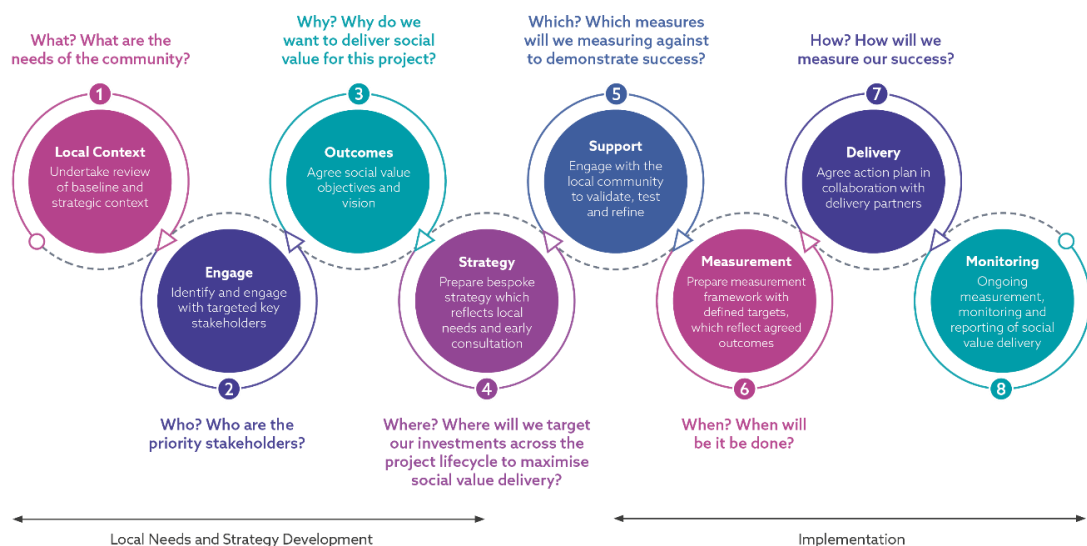 What? What are the
needs of the community?
1
Local Context
Undertake review
of baseline and
strategic context
Engage
Identify and engage
with targeted key
stakeholders
2
Who? Who are the
priority stakeholders?
Why? Why do we
want to deliver social
value for this project?
3
Outcomes
Agree social value
objectives and
vision
Strategy
Prepare bespoke
strategy which
reflects local
needs and early
consultation
4
Where? Where will we target
our investments across the
project lifecycle to maximise
social value delivery?
Which? Which measures
will we measuring against
to demonstrate success?
5
Support
Engage with the
local community
to validate, test
and refine
Measurement
Prepare measurement
framework with
defined targets,
which reflect agreed
outcomes
6
When? When will
be it be done?
How? How will we
measure our success?
7
Delivery
Agree action plan in
collaboration with
delivery partners
Monitoring
Ongoing
measurement,
monitoring and
reporting of social
value delivery
8
Local Needs and Strategy Development
Implementation